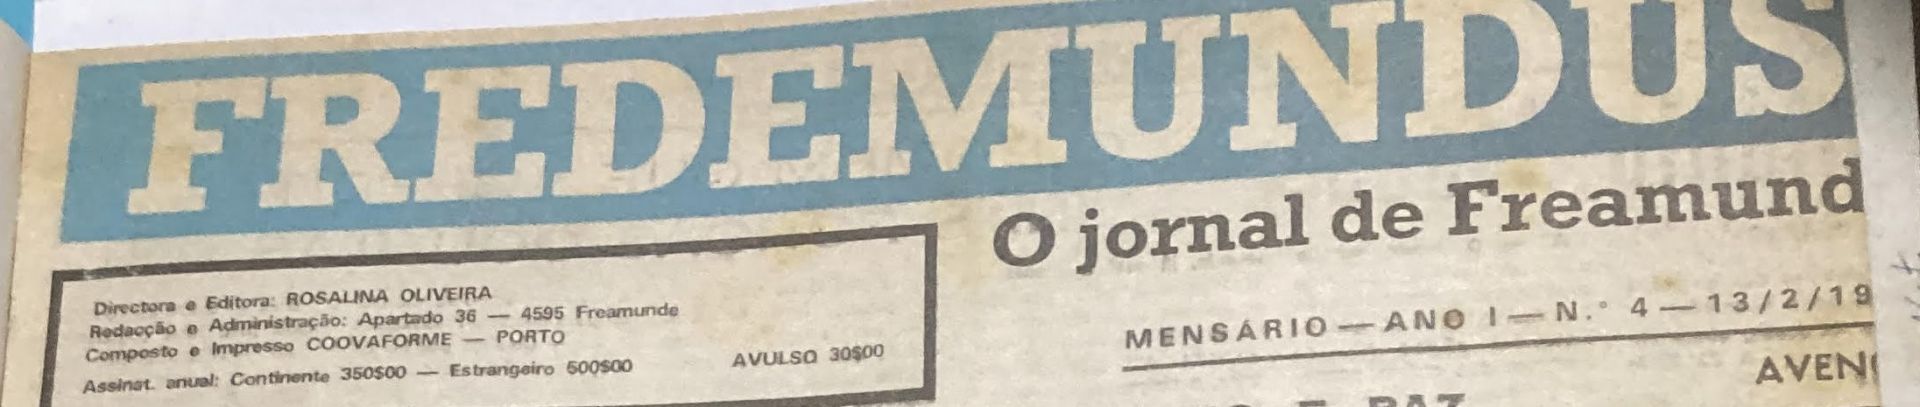 FREDEMUNDUS
O jornal de Freamund
Directora e Editora: ROSALINA OLIVEIRA
Redacção e Administração: Apartado 36 — 4595 Freamunde
Composto e Impresso COOVAFORME — PORTO
Assinat. anual: Continente 350$00 — Estrangeiro 500$00 AVULSO 30$00
MENSÁRIO — ANO I — N.° 4 — 13/2/19
AVEN
E PAZ